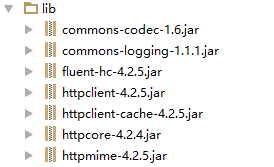 lib
commons-codec-1.6.jar
commons-logging-1.1.1.jar
fluent-hc-4.2.5.jar
httpclient-4.2.5.jar
httpclient-cache-4.2.5.jar
httpcore-4.2.4.jar
httpmime-4.2.5.jar